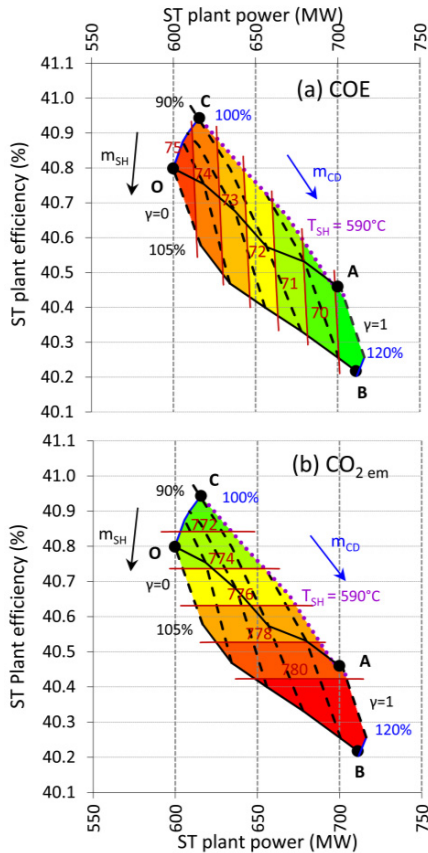 ST plant power (MW)
550
600
650
700
750
ST plant efficiency (%)
41.1
41.0
40.9
40.8
40.7
40.6
40.5
40.4
40.3
40.2
40.1
(a) COE
90%
C
100%
m_SH
m_CD
75
74
73
72
71
70
O
γ=0
105%
T_SH = 590°C
A
γ=1
120%
B
(b) CO_2 em
ST Plant efficiency (%)
41.1
41.0
40.9
40.8
40.7
40.6
40.5
40.4
40.3
40.2
40.1
90%
C
100%
m_SH
m_CD
772
774
776
778
780
O
γ=0
105%
T_SH = 590°C
A
γ=1
120%
B
550
600
650
700
750
ST plant power (MW)